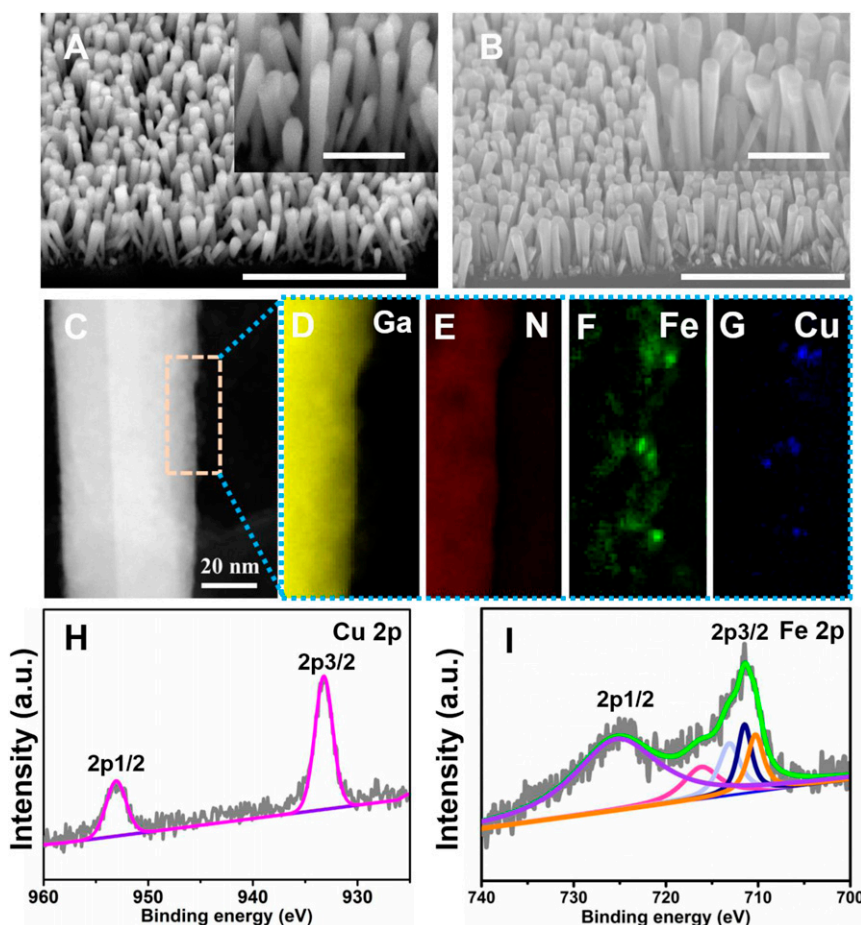 A
B
C
20 nm
D Ga
E N
F Fe
G Cu
H
Cu 2p
2p3/2
2p1/2
Intensity (a.u.)
960 950 940 930
Binding energy (eV)
I
2p3/2 Fe 2p
2p1/2
Intensity (a.u.)
740 730 720 710 700
Binding energy (eV)